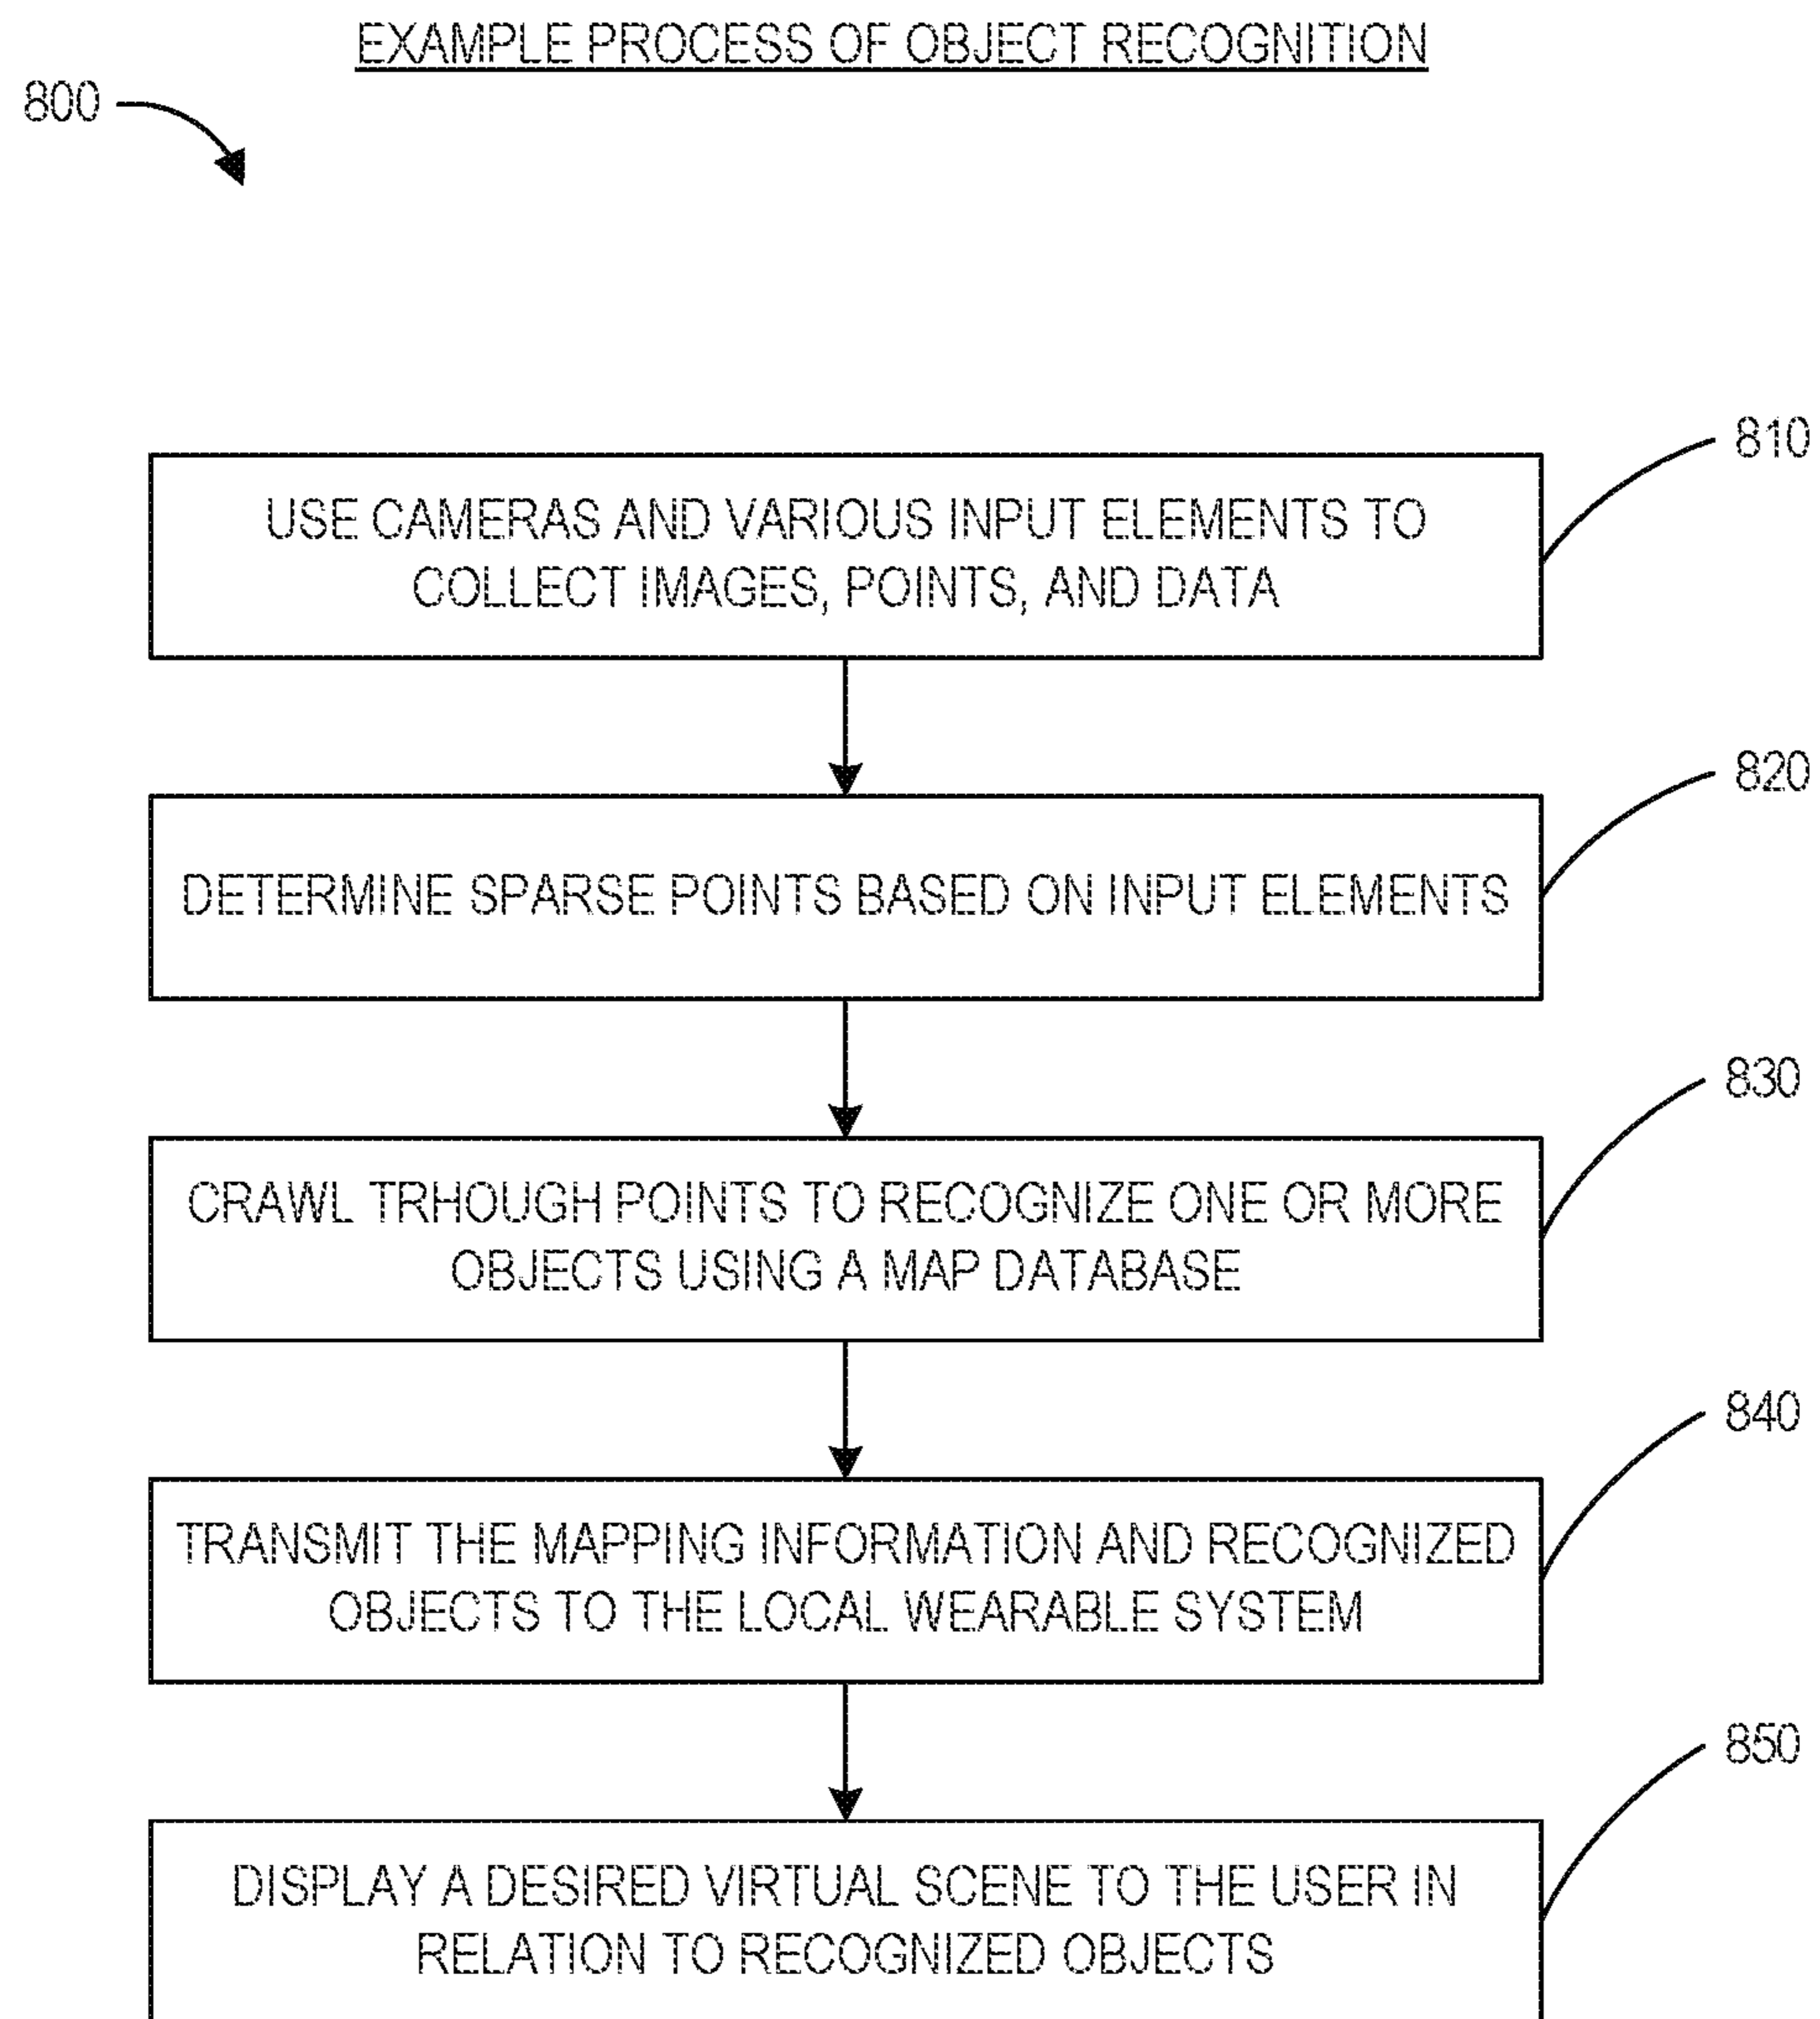 EXAMPLE PROCESS OF OBJECT RECOGNITION
800
810
USE CAMERAS AND VARIOUS INPUT ELEMENTS TO
COLLECT IMAGES, POINTS, AND DATA
820
DETERMINE SPARSE POINTS BASED ON INPUT ELEMENTS
830
CRAWL TRHOUGH POINTS TO RECOGNIZE ONE OR MORE
OBJECTS USING A MAP DATABASE
840
TRANSMIT THE MAPPING INFORMATION AND RECOGNIZED
OBJECTS TO THE LOCAL WEARABLE SYSTEM
850
DISPLAY A DESIRED VIRTUAL SCENE TO THE USER IN
RELATION TO RECOGNIZED OBJECTS